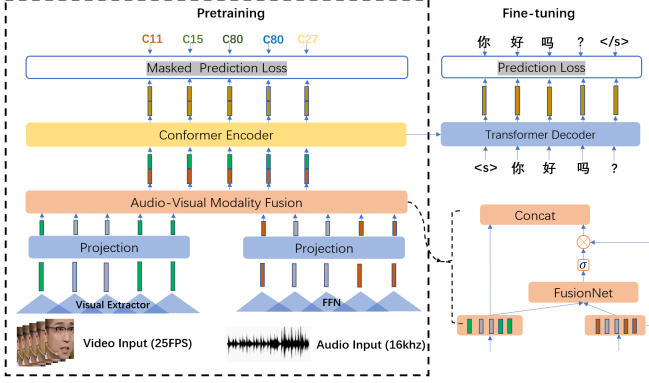 Pretraining
Fine-tuning
C11 C15 C80 C80 C27
你 好 吗 ? </s>
Masked Prediction Loss
Prediction Loss
Conformer Encoder
Transformer Decoder
<s> 你 好 吗 ?
Audio-Visual Modality Fusion
Concat
Projection
Projection
σ
FusionNet
Visual Extractor
FFN
Video Input (25FPS)
Audio Input (16khz)